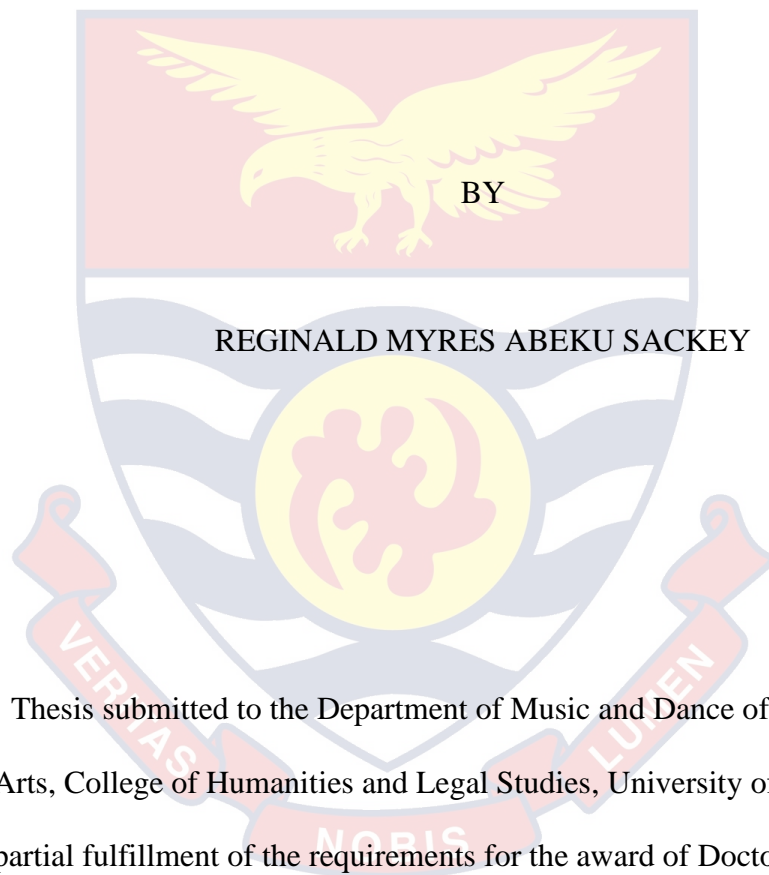 BY
REGINALD MYRES ABEKU SACKEY
Thesis submitted to the Department of Music and Dance of
Arts, College of Humanities and Legal Studies, University of
partial fulfillment of the requirements for the award of
VERITAS
NOBIS
LUMEN